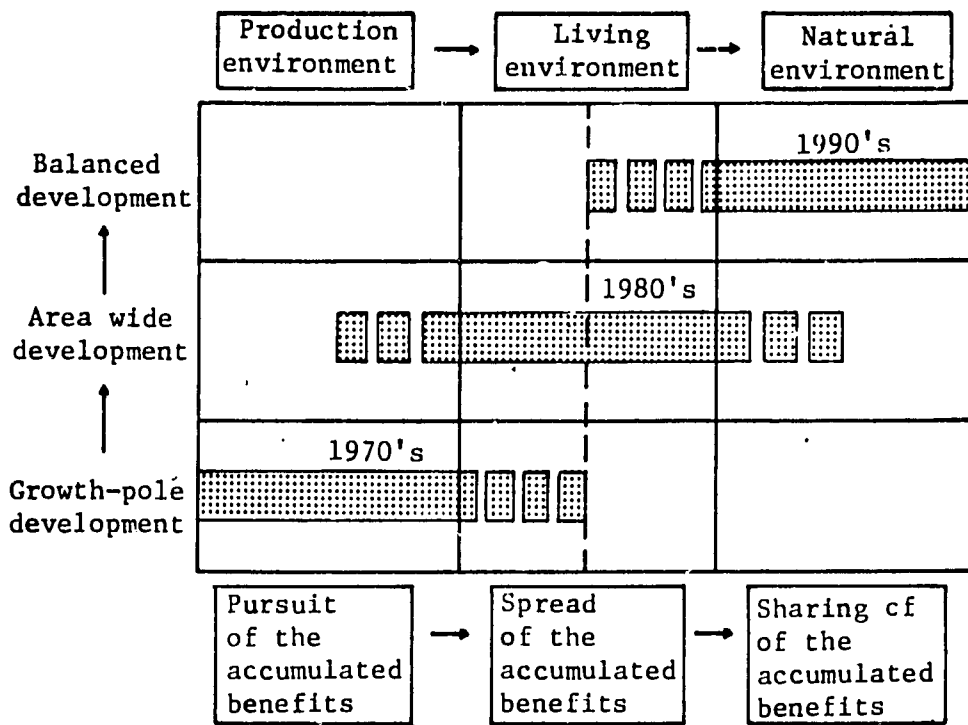 Production
environment
Living
environment
Natural
environment
1990's
Balanced
development
1980's
Area wide
development
1970's
Growth-pole
development
Pursuit
of the
accumulated
benefits
Spread
of the
accumulated
benefits
Sharing cf
of the
accumulated
benefits